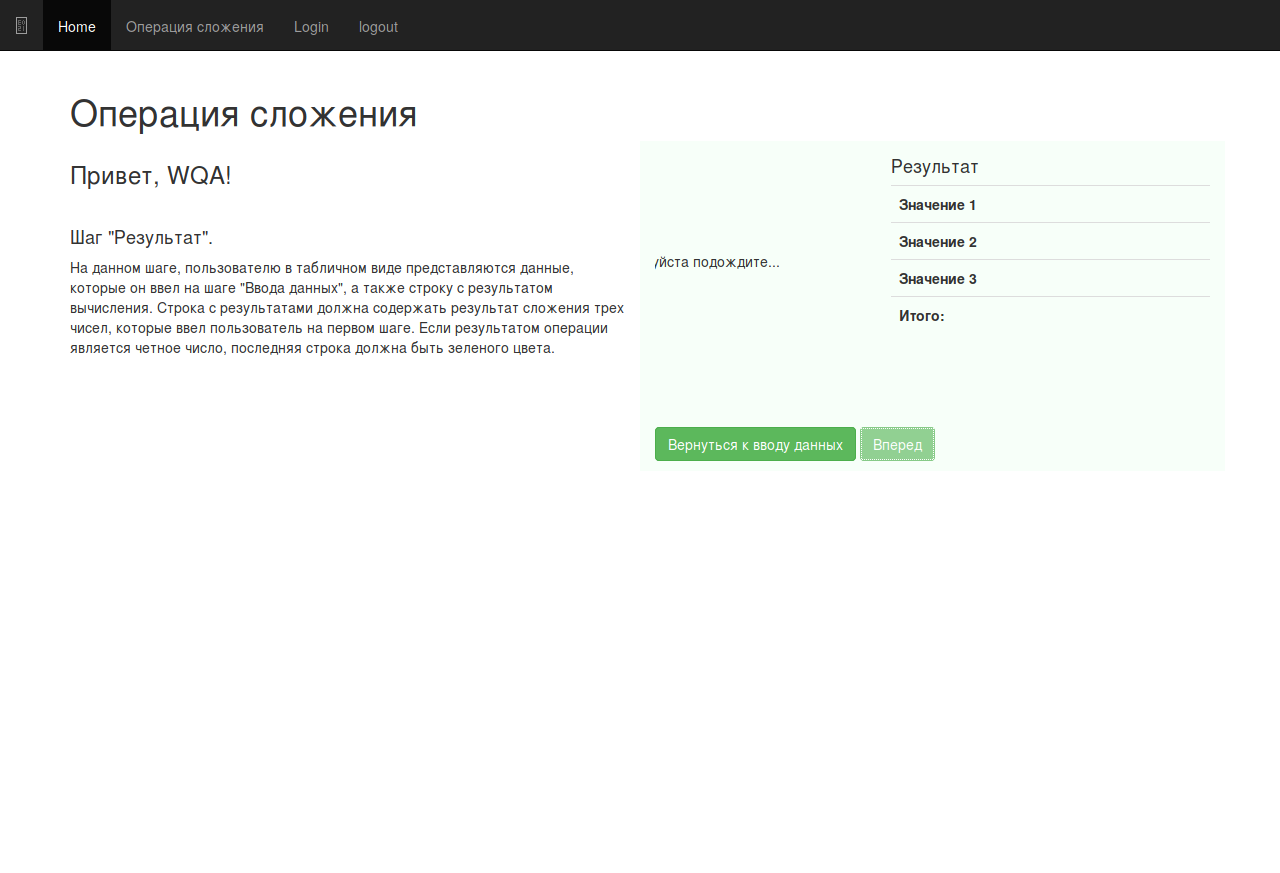 Home Операция сложения Login logout
Операция сложения
Привет, WQA!
Шаг "Результат".
На данном шаге, пользователю в табличном виде представляются данные,
которые он ввел на шаге "Ввода данных", а также строку с результатом
вычисления. Строка с результатами должна содержать результат сложения трех
чисел, которые ввел пользователь на первом шаге. Если результатом операции
является четное число, последняя строка должна быть зеленого цвета.
уйста подождите...
Результат
Значение 1
Значение 2
Значение 3
Итого:
Вернуться к вводу данных Вперед